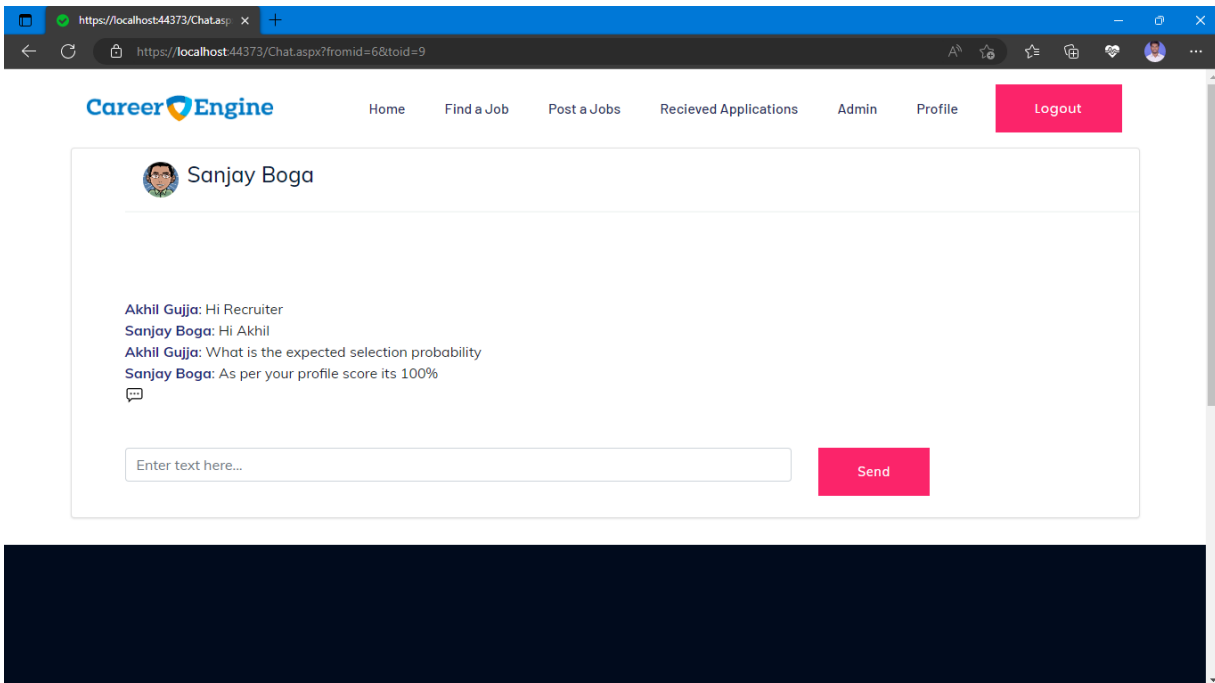 https://localhost:44373/Chat.asp
https://localhost:44373/Chat.aspx?fromid=6&toid=9
Career Engine
Home Find a Job Post a Jobs Recieved Applications Admin Profile Logout
Sanjay Boga
Akhil Gujja: Hi Recruiter
Sanjay Boga: Hi Akhil
Akhil Gujja: What is the expected selection probability
Sanjay Boga: As per your profile score its 100%
Enter text here...
Send